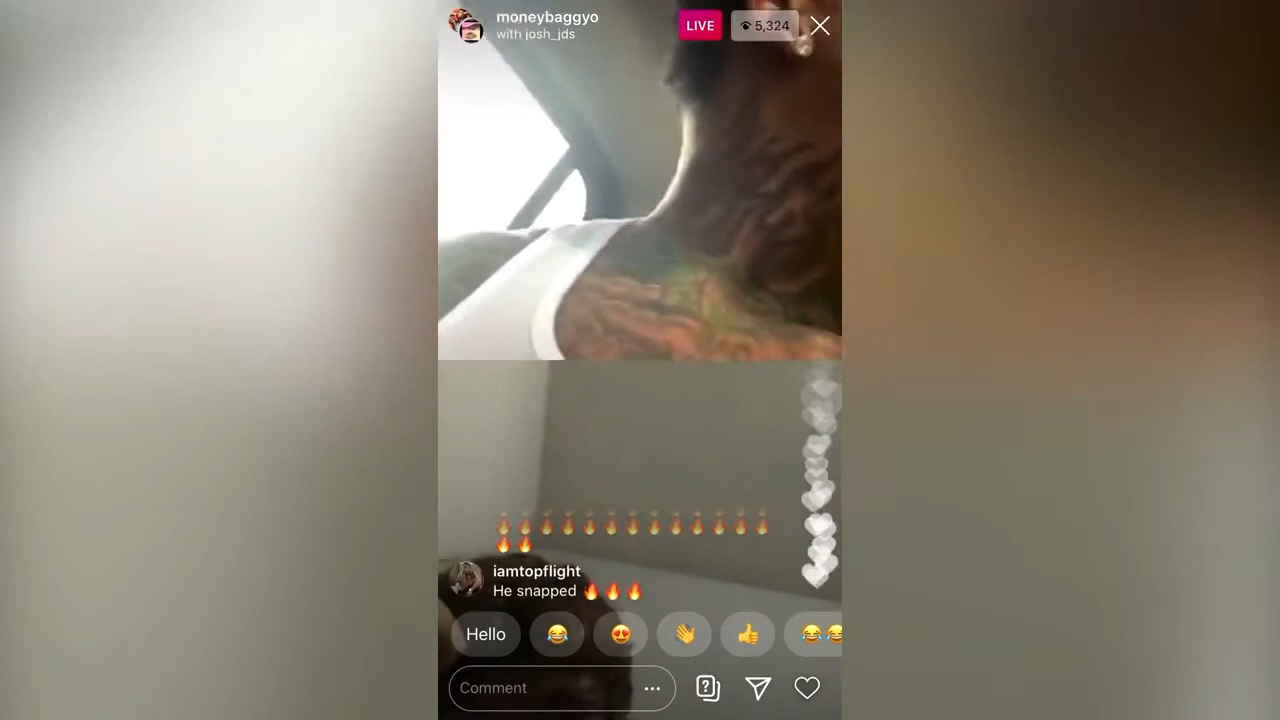 moneybaggyo
with josh_jds
LIVE
5,324
🔥🔥🔥🔥🔥🔥🔥🔥🔥🔥🔥🔥🔥
🔥🔥
iamtopflight
He snapped 🔥🔥🔥
Hello 😂 😍 👋 👍 😂😂
Comment